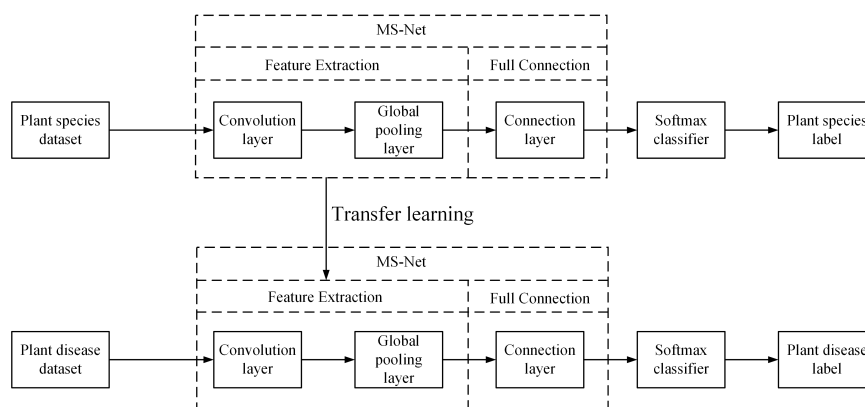 MS-Net
Feature Extraction
Full Connection
Plant species
dataset
Convolution
layer
Global
pooling
layer
Connection
layer
Softmax
classifier
Plant species
label
Transfer learning
MS-Net
Feature Extraction
Full Connection
Plant disease
dataset
Convolution
layer
Global
pooling
layer
Connection
layer
Softmax
classifier
Plant disease
label